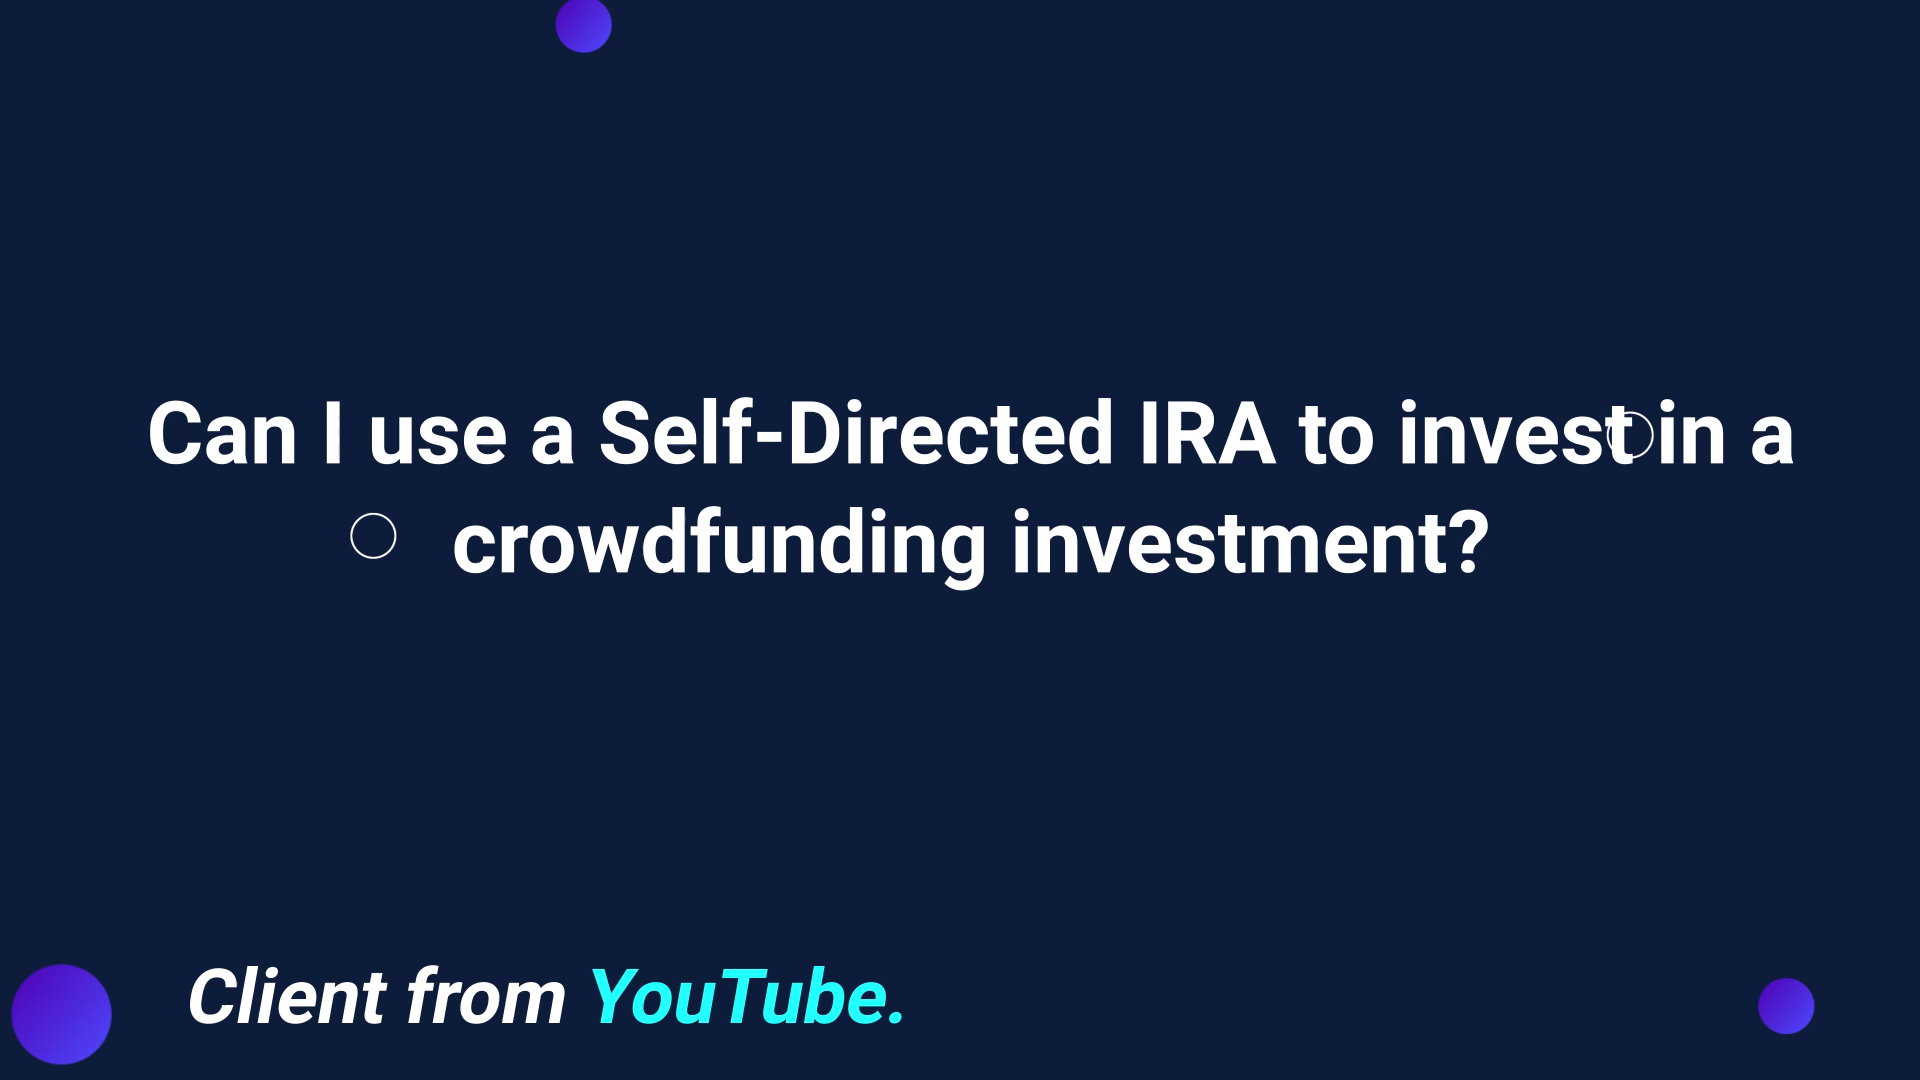 Can I use a Self-Directed IRA to invest in a
crowdfunding investment?
Client from YouTube.